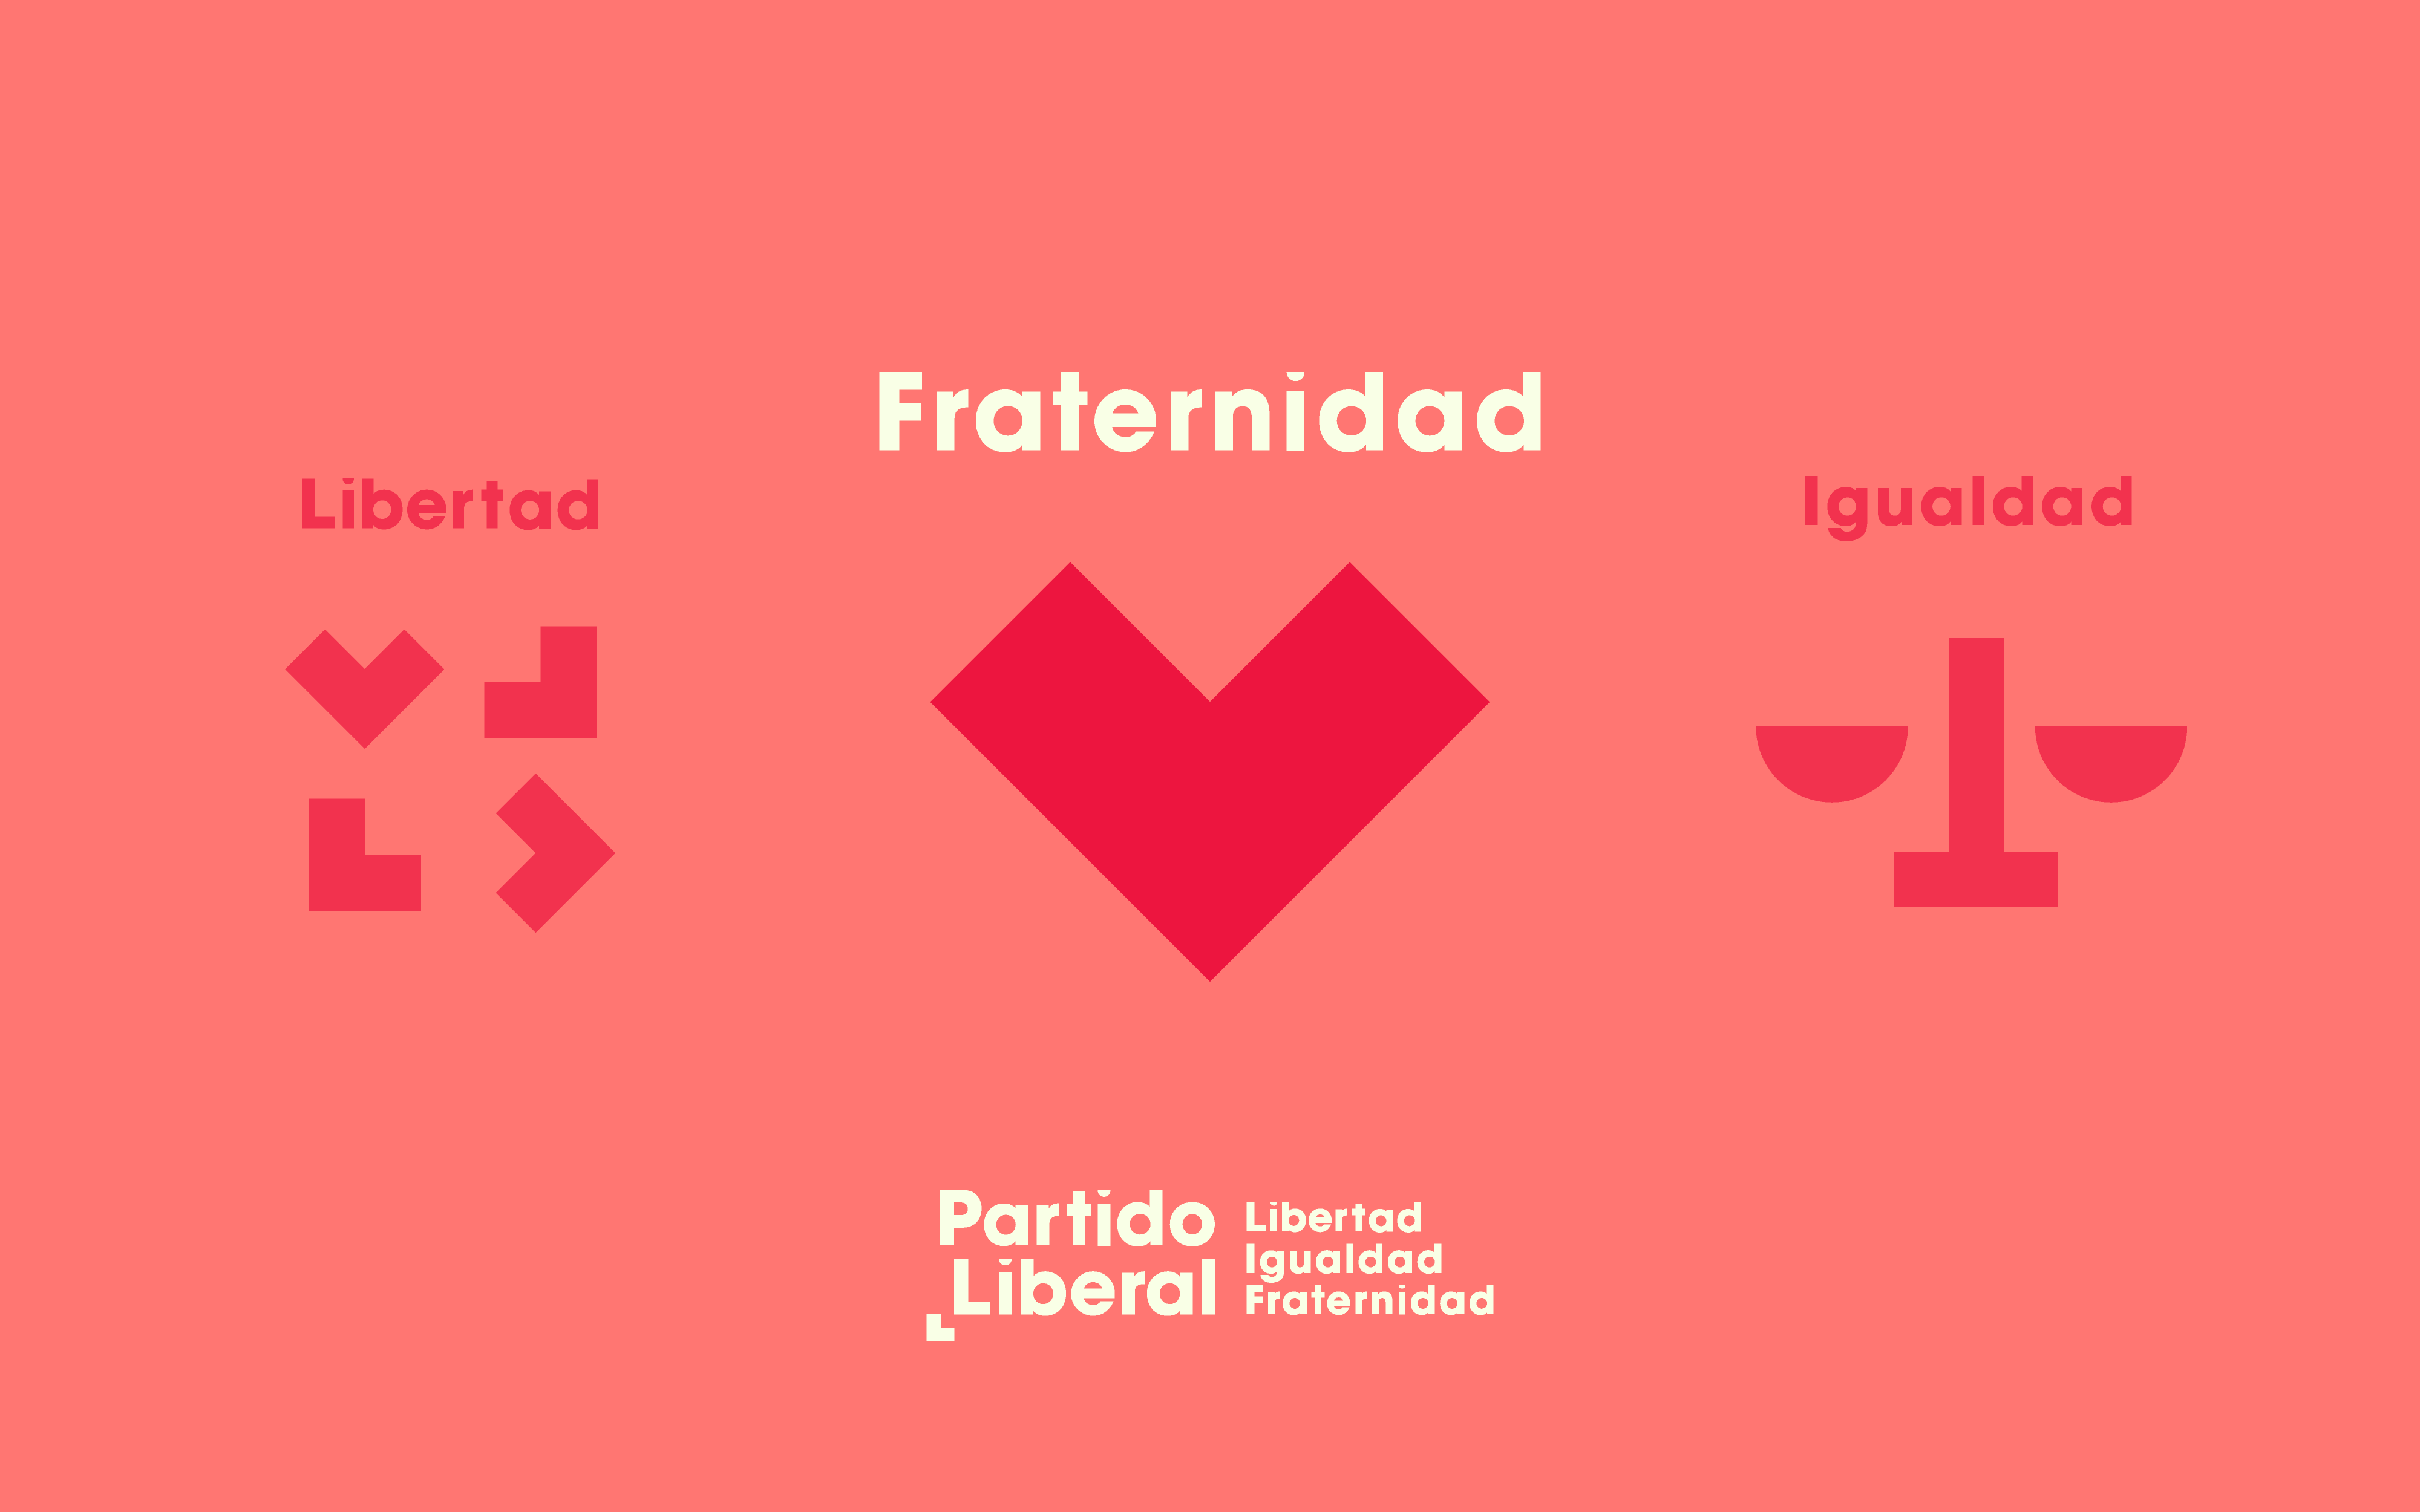 Fraternidad
Libertad
Igualdad
Partido
Liberal
Libertad
Igualdad
Fraternidad